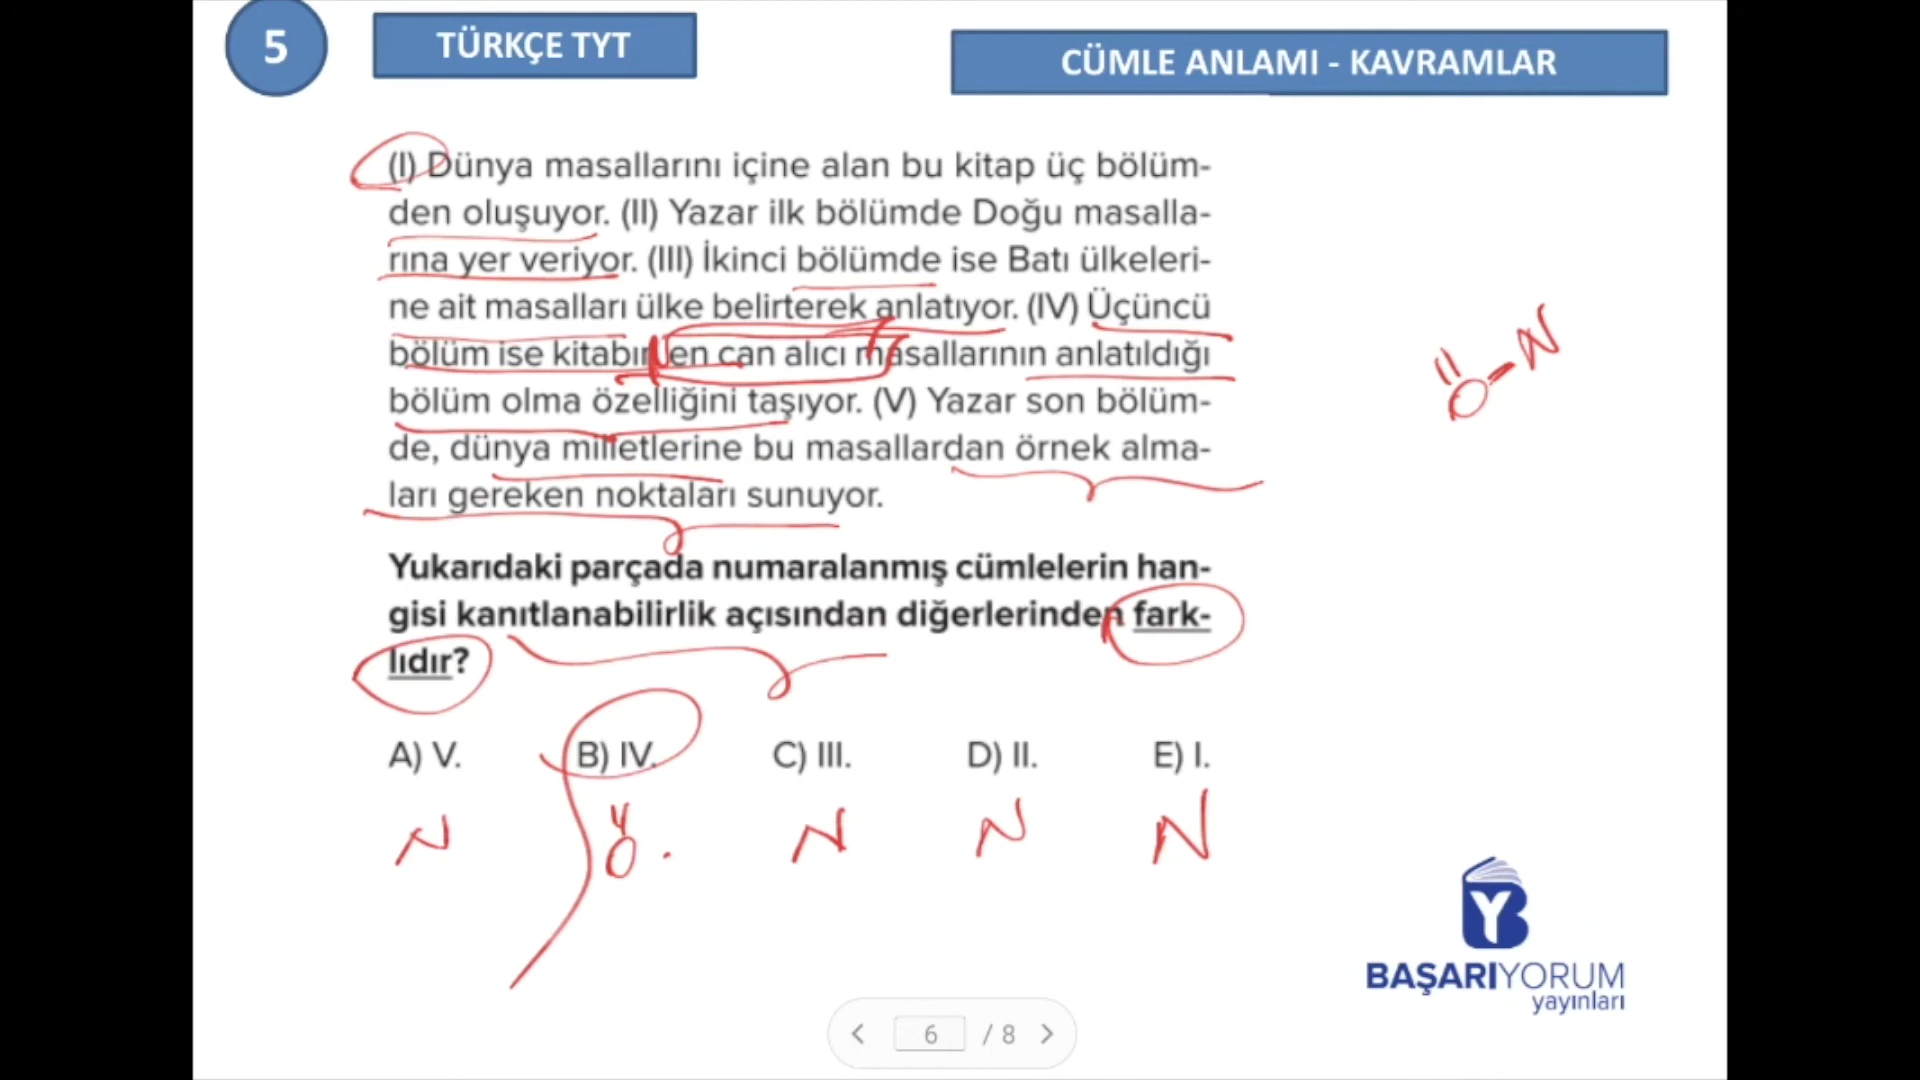 5
TÜRKÇE TYT
CÜMLE ANLAMI - KAVRAMLAR
(I) Dünya masallarını içine alan bu kitap üç bölüm-
den oluşuyor. (II) Yazar ilk bölümde Doğu masalla-
rına yer veriyor. (III) İkinci bölümde ise Batı ülkeleri-
ne ait masalları ülke belirterek anlatıyor. (IV) Üçüncü
bölüm ise kitabın en can alıcı masallarının anlatıldığı
bölüm olma özelliğini taşıyor. (V) Yazar son bölüm-
de, dünya milletlerine bu masallardan örnek alma-
ları gereken noktaları sunuyor.
Ö-N
Yukarıdaki parçada numaralanmış cümlelerin han-
gisi kanıtlanabilirlik açısından diğerlerinden fark-
lıdır?
A) V. B) IV. C) III. D) II. E) I.
N Ö. N N N
YB
BAŞARIYORUM
yayınları
< 6 / 8 >